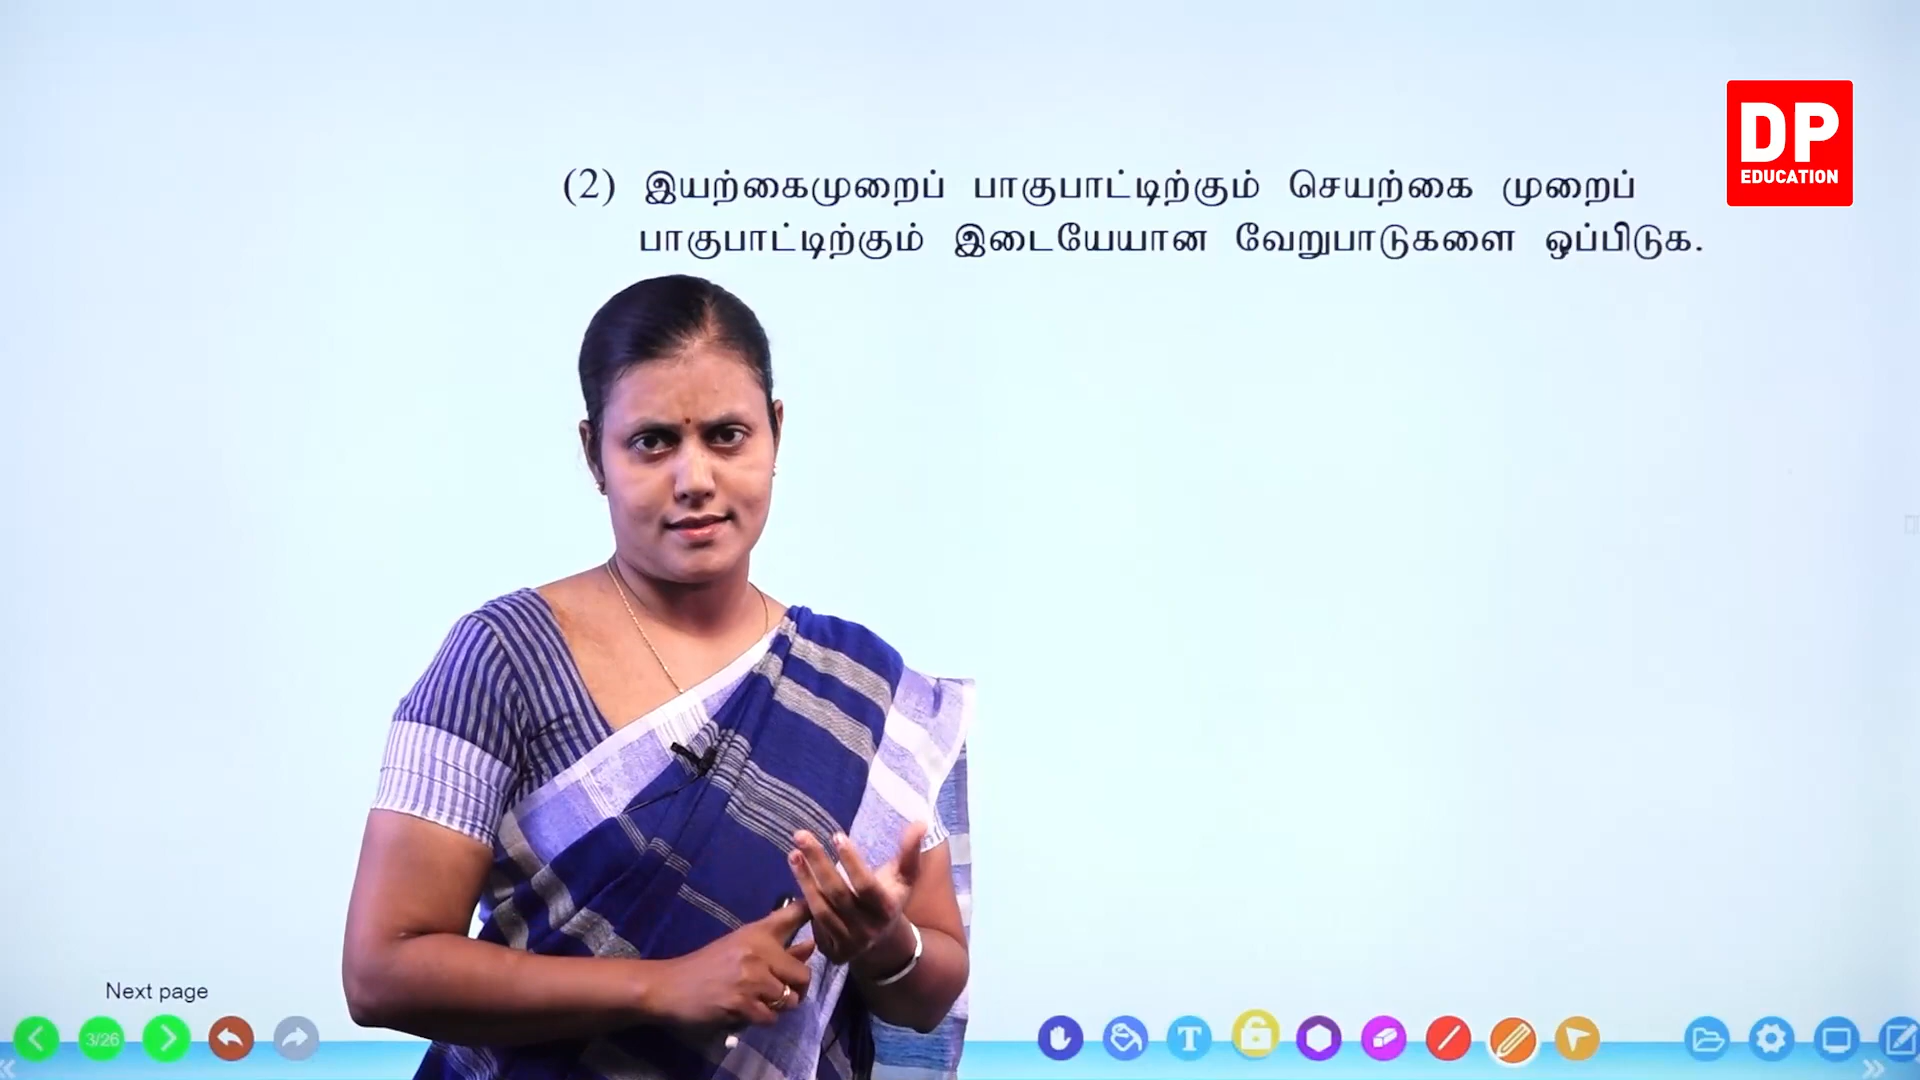 DP
EDUCATION
(2) இயற்கைமுறைப் பாகுபாட்டிற்கும் செயற்கை முறைப்
பாகுபாட்டிற்கும் இடையேயான வேறுபாடுகளை ஒப்பிடுக.
Next page
3/26
T